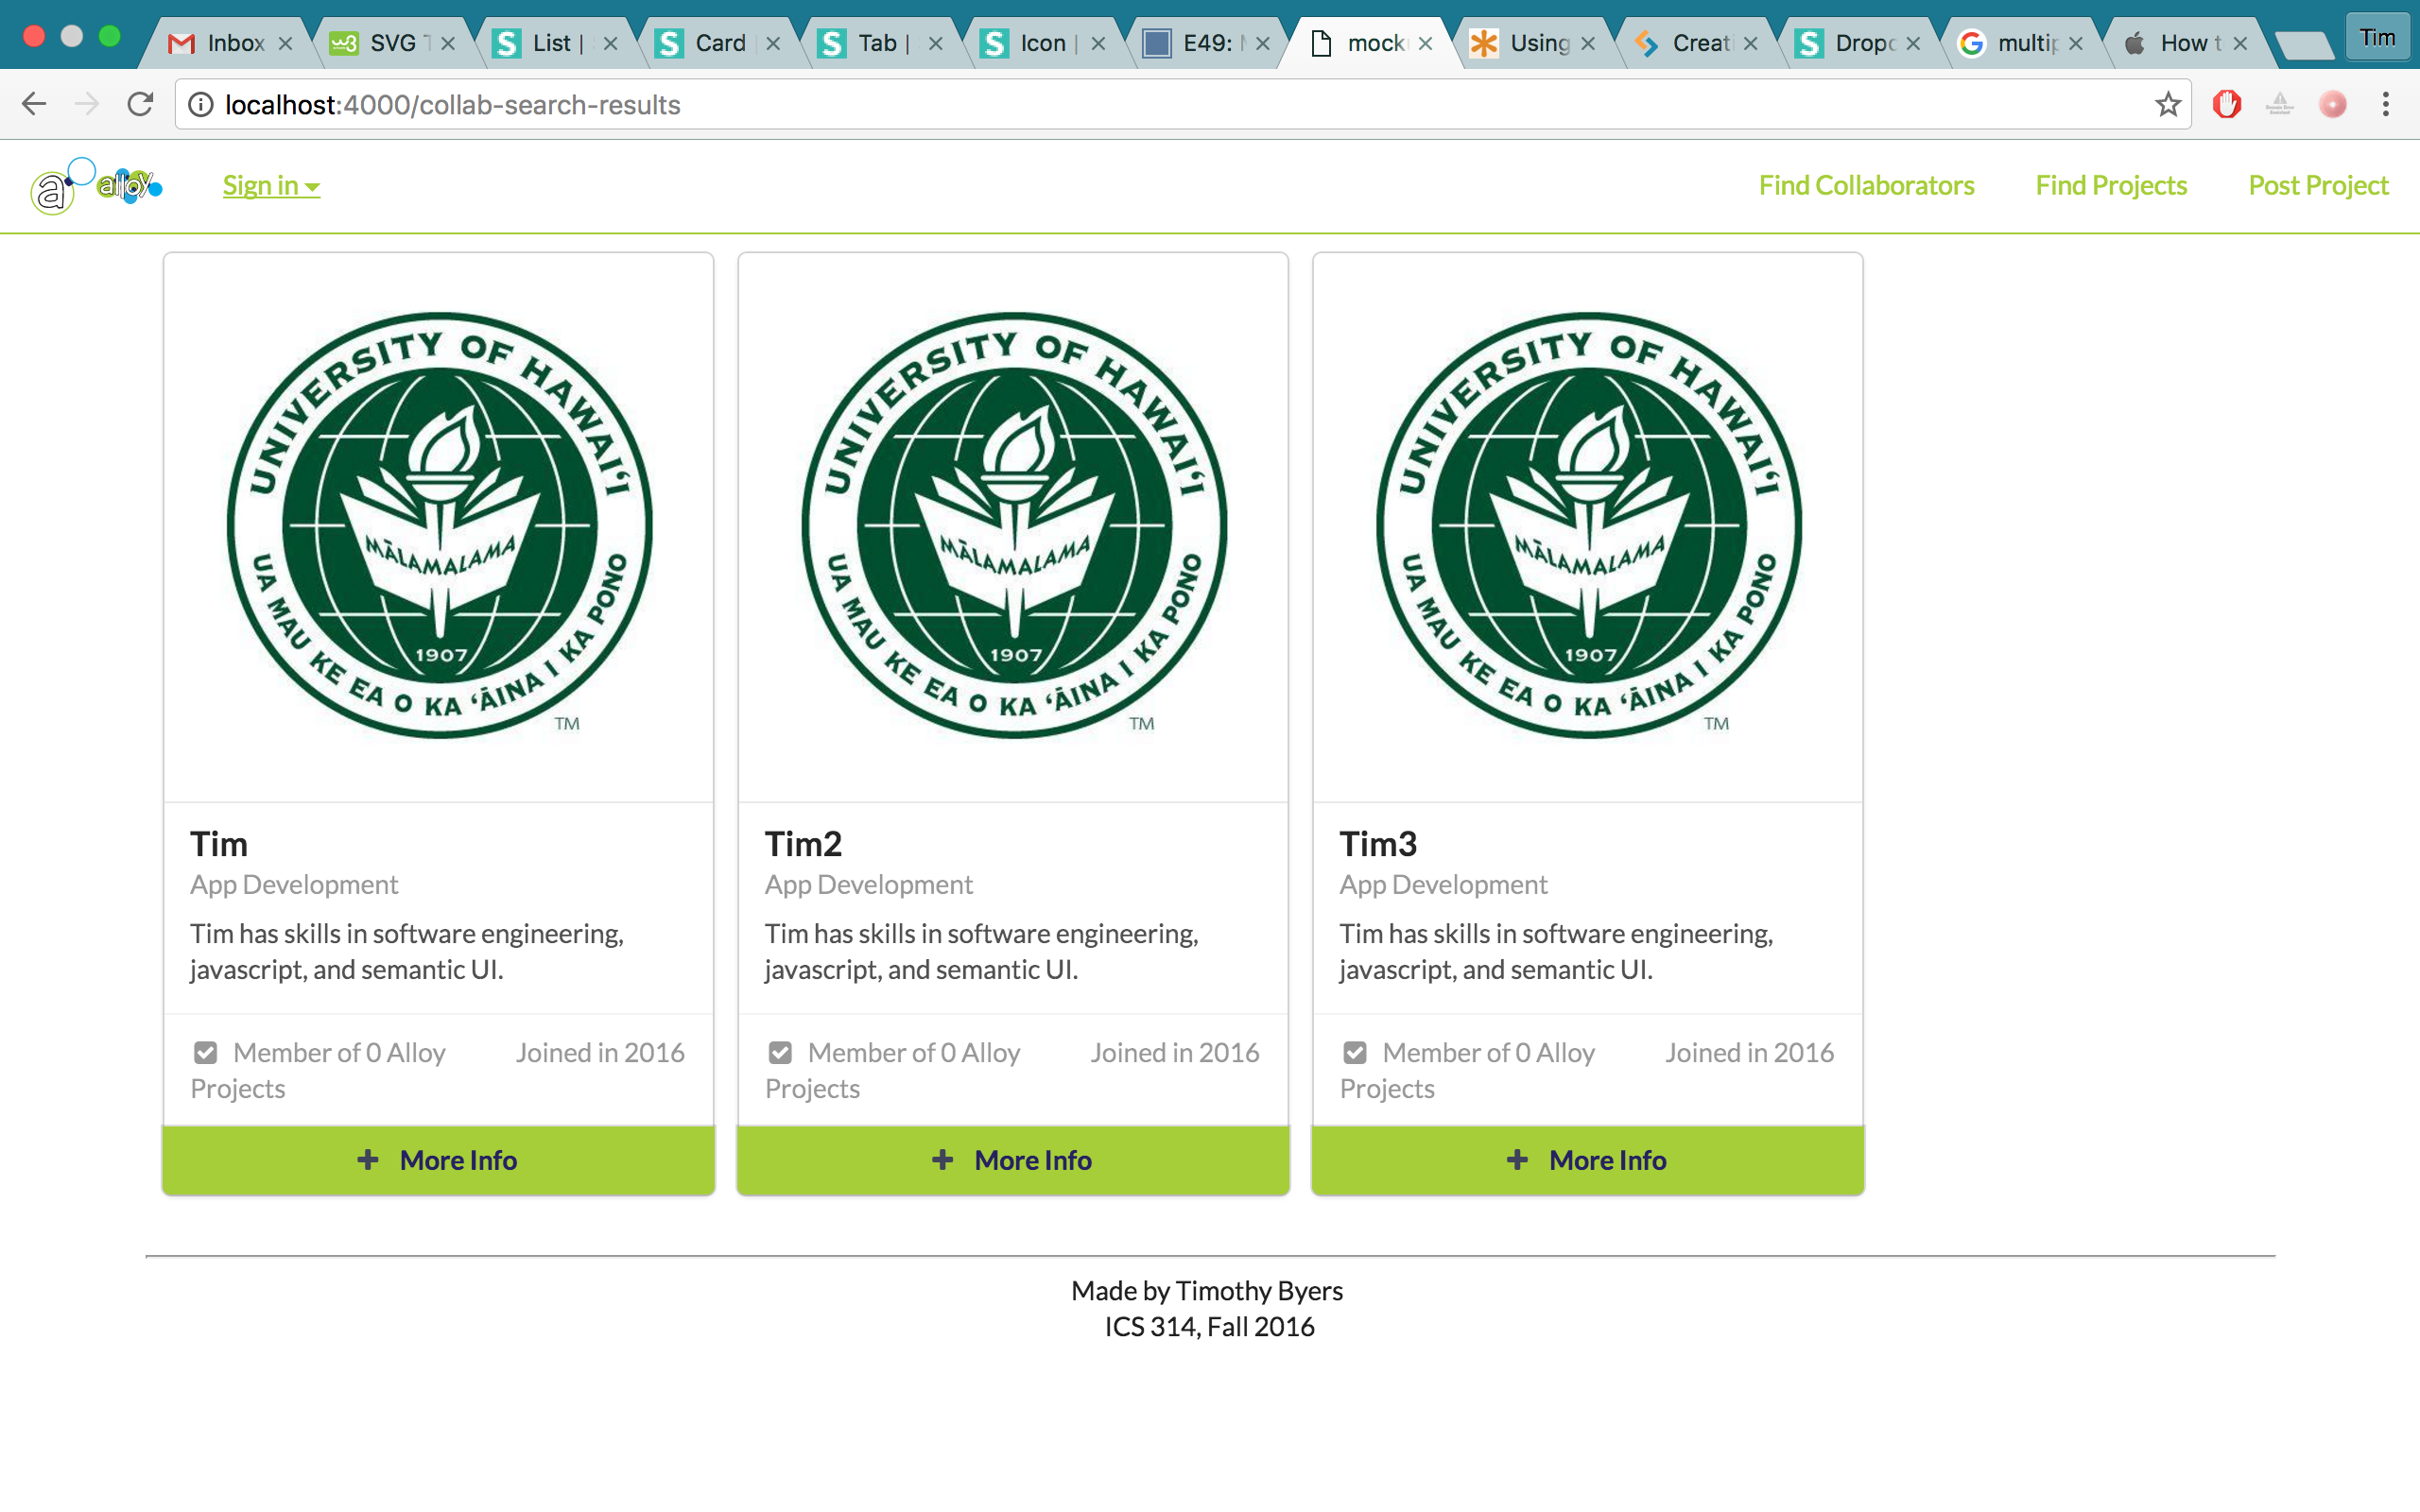 Inbox
SVG T
List |
Card
Tab |
Icon |
E49: M
mock
Using
Creati
Dropd
multip
How t
Tim
localhost:4000/collab-search-results
a
alloy
Sign in
Find Collaborators
Find Projects
Post Project
UNIVERSITY OF HAWAIʻI
MĀLAMALAMA
1907
UA MAU KE EA O KA ʻĀINA I KA PONO
TM
UNIVERSITY OF HAWAIʻI
MĀLAMALAMA
1907
UA MAU KE EA O KA ʻĀINA I KA PONO
TM
UNIVERSITY OF HAWAIʻI
MĀLAMALAMA
1907
UA MAU KE EA O KA ʻĀINA I KA PONO
TM
Tim
App Development
Tim has skills in software engineering,
javascript, and semantic UI.
Member of 0 Alloy
Projects
Joined in 2016
More Info
Tim2
App Development
Tim has skills in software engineering,
javascript, and semantic UI.
Member of 0 Alloy
Projects
Joined in 2016
More Info
Tim3
App Development
Tim has skills in software engineering,
javascript, and semantic UI.
Member of 0 Alloy
Projects
Joined in 2016
More Info
Made by Timothy Byers
ICS 314, Fall 2016